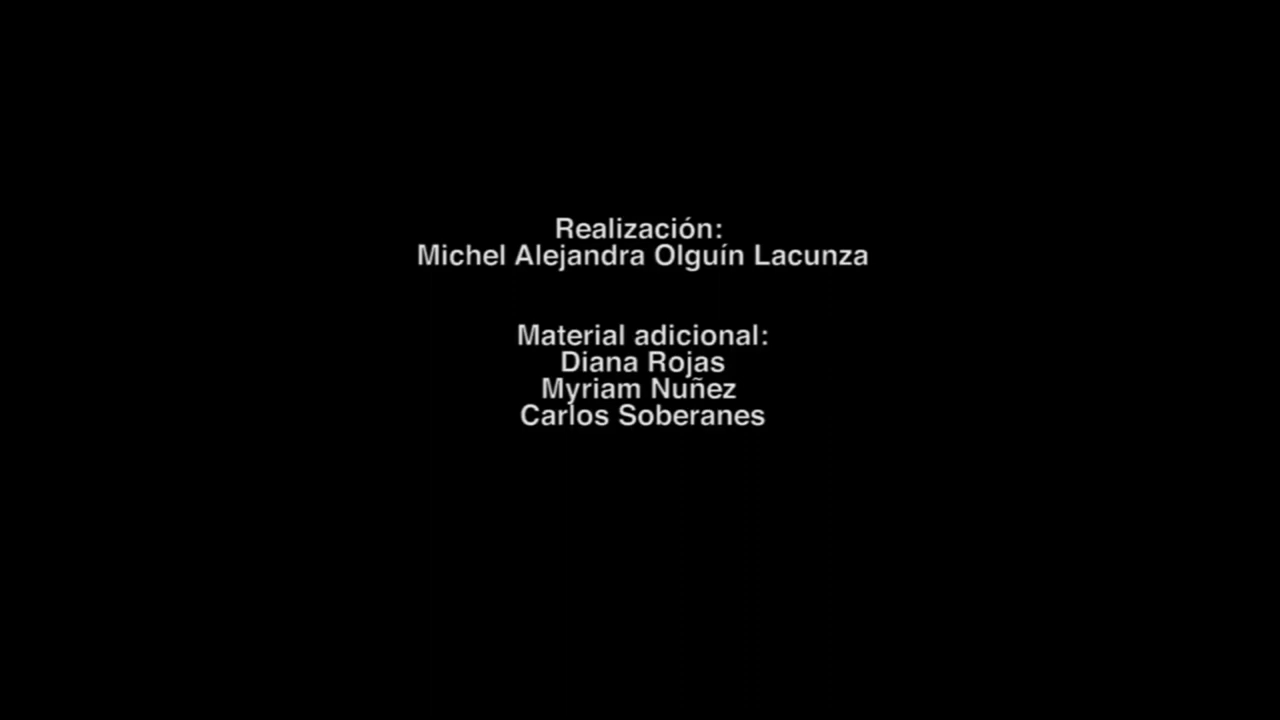 Realización:
Michel Alejandra Olguín Lacunza
Material adicional:
Diana Rojas
Myriam Nuñez
Carlos Soberanes